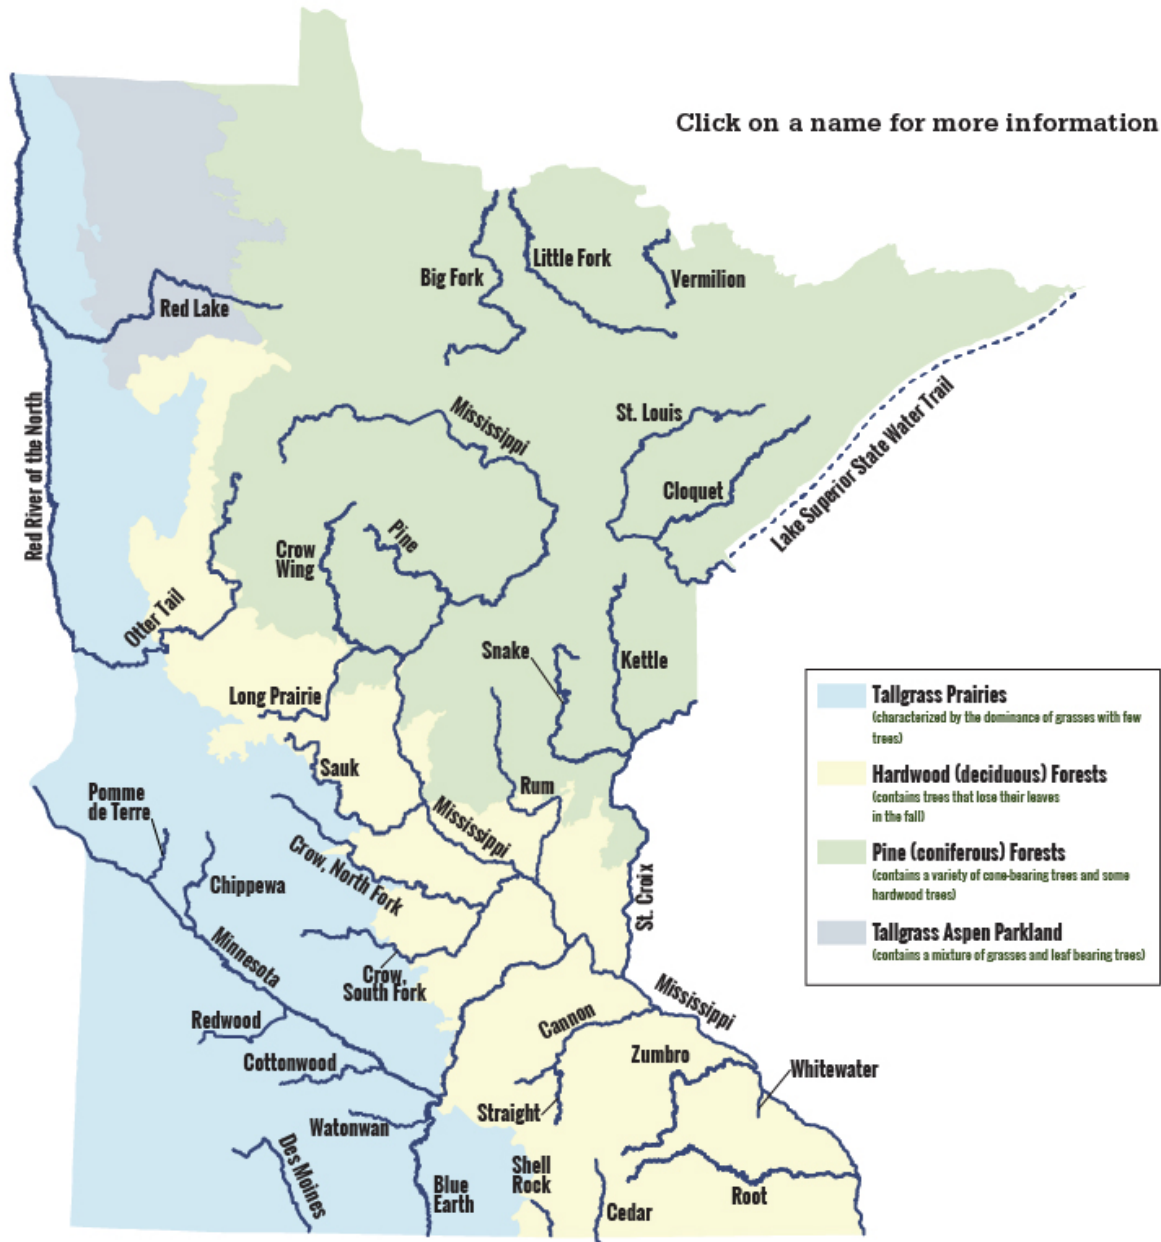 Click on a name for more information
Little Fork
Big Fork
Vermilion
Red Lake
Red River of the North
Mississippi
St. Louis
Cloquet
Lake Superior State Water Trail
Pine
Crow
Wing
Otter Tail
Snake
Kettle
Long Prairie
Sauk
Rum
Pomme
de Terre
Mississippi
Crow, North Fork
Chippewa
St. Croix
Minnesota
Crow,
South Fork
Mississippi
Cannon
Redwood
Zumbro
Cottonwood
Whitewater
Straight
Watonwan
Des Moines
Shell
Rock
Blue
Earth
Root
Cedar
Tallgrass Prairies
(characterized by the dominance of grasses with few
trees)
Hardwood (deciduous) Forests
(contains trees that lose their leaves
in the fall)
Pine (coniferous) Forests
(contains a variety of cone-bearing trees and some
hardwood trees)
Tallgrass Aspen Parkland
(contains a mixture of grasses and leaf bearing trees)